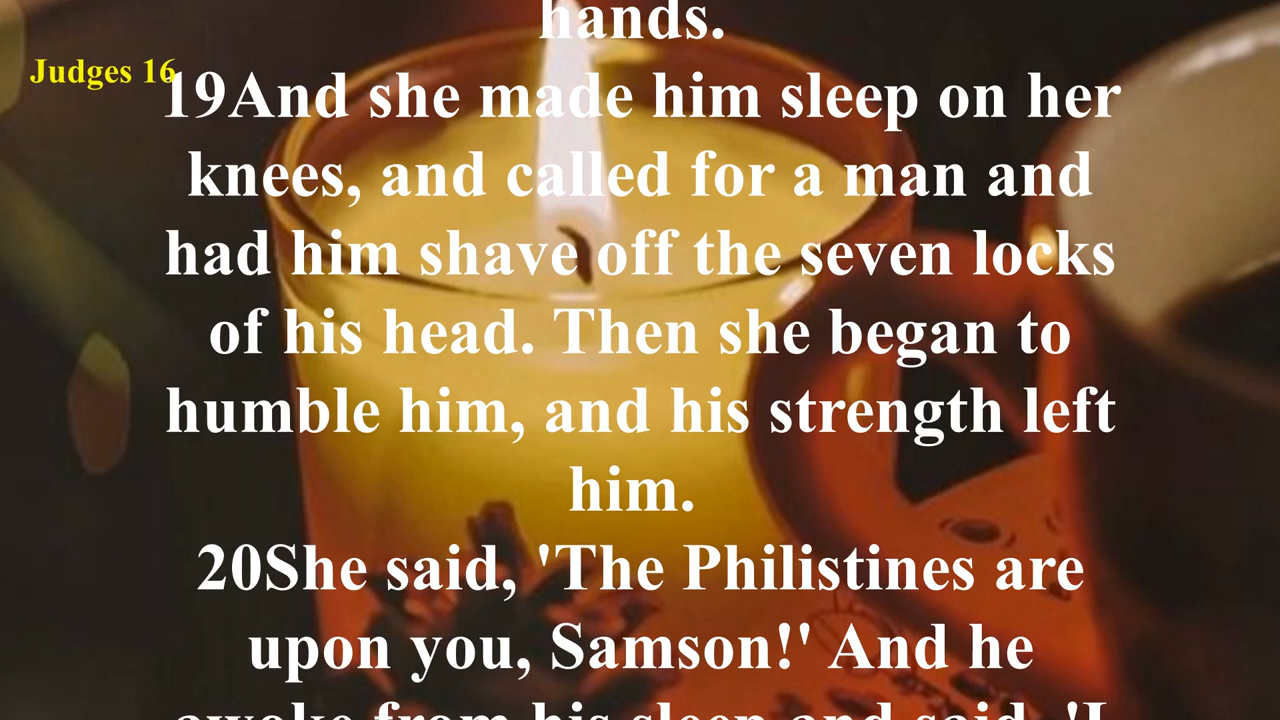 hands.
Judges 16
19And she made him sleep on her
knees, and called for a man and
had him shave off the seven locks
of his head. Then she began to
humble him, and his strength left
him.
20She said, 'The Philistines are
upon you, Samson!' And he
awoke from his sleep and said, 'I